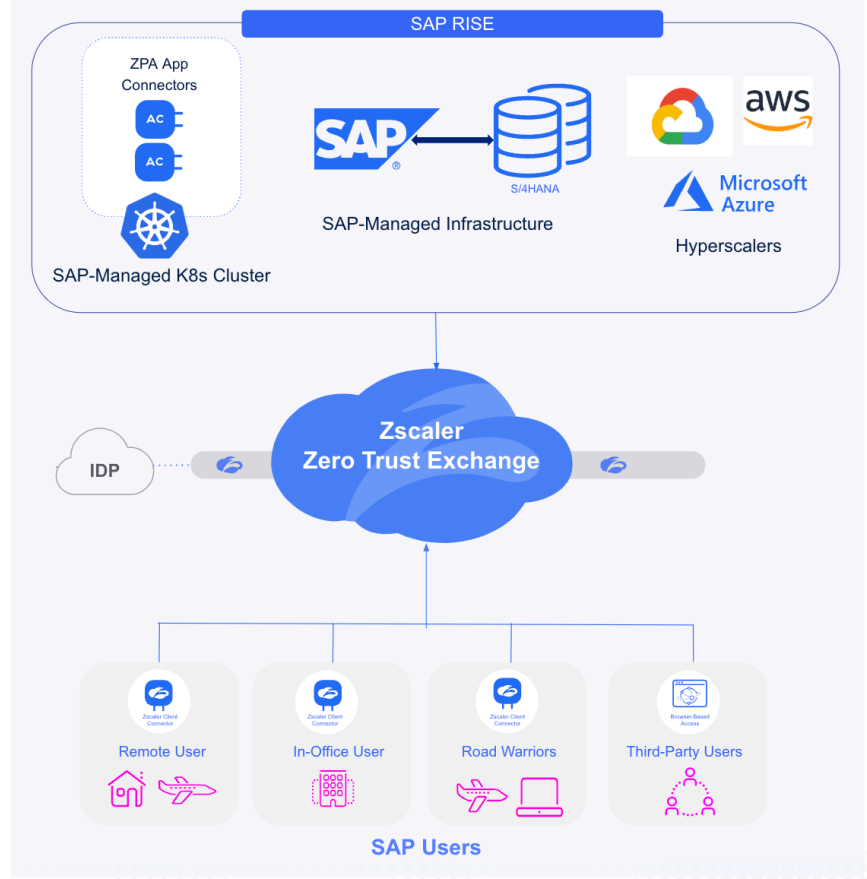 SAP RISE
ZPA App
Connectors
AC
AC
SAP-Managed K8s Cluster
SAP
®
S/4HANA
SAP-Managed Infrastructure
aws
Microsoft
Azure
Hyperscalers
Zscaler
Zero Trust Exchange
IDP
Zscaler Client
Connector
Remote User
Zscaler Client
Connector
In-Office User
Zscaler Client
Connector
Road Warriors
Browser-Based
Access
Third-Party Users
SAP Users